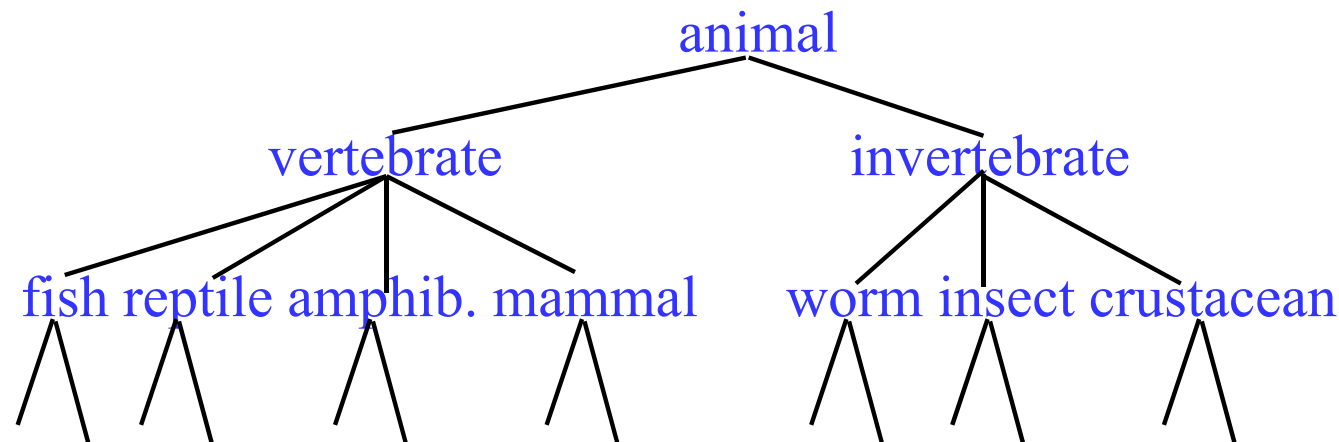 animal
vertebrate invertebrate
fish reptile amphib. mammal worm insect crustacean